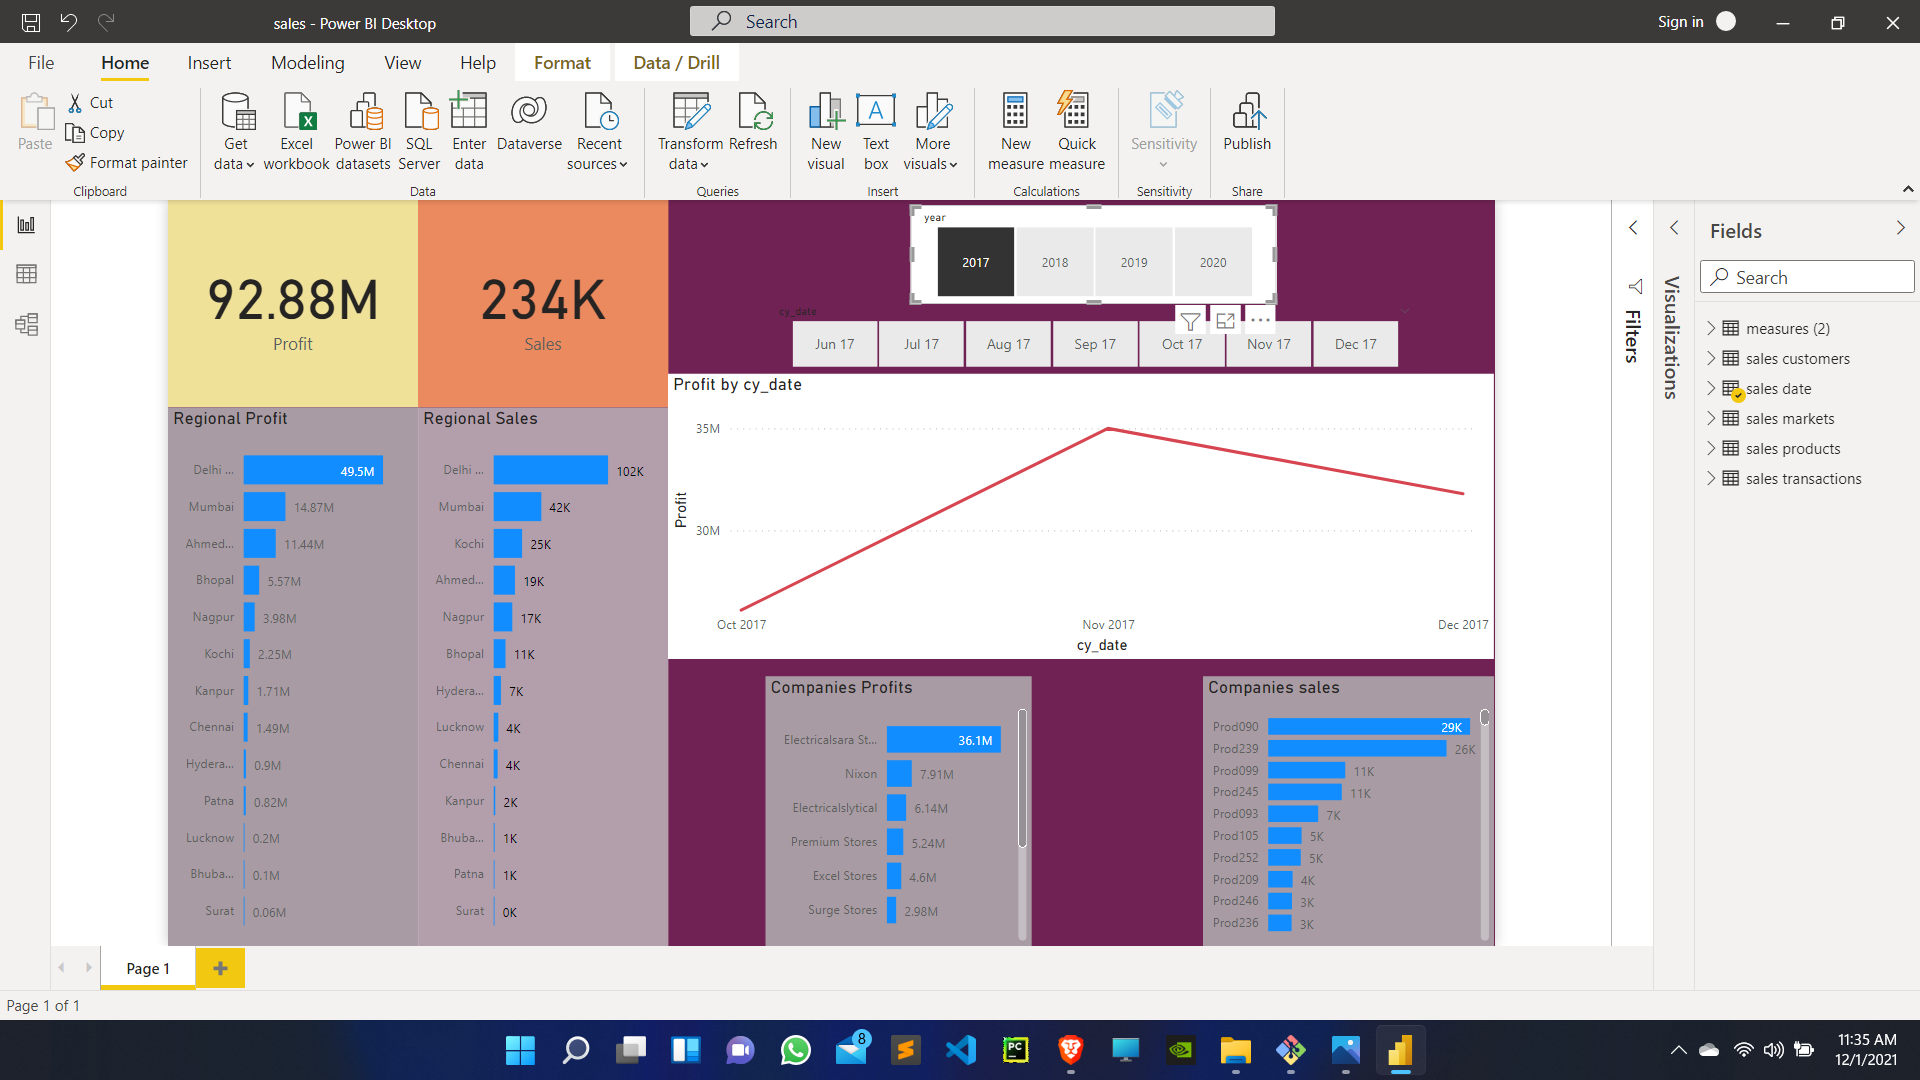 sales - Power BI Desktop
Search
Sign in
File
Home
Insert
Modeling
View
Help
Format
Data / Drill
Paste
Cut
Copy
Format painter
Clipboard
Get data
Excel workbook
Power BI datasets
SQL Server
Enter data
Dataverse
Recent sources
Data
Transform data
Refresh
Queries
New visual
A
Text box
More visuals
Insert
New measure
Quick measure
Calculations
Sensitivity
Sensitivity
Publish
Share
92.88M
Profit
234K
Sales
year
2017
2018
2019
2020
cy_date
Jun 17
Jul 17
Aug 17
Sep 17
Oct 17
Nov 17
Dec 17
Regional Profit
Delhi ... 49.5M
Mumbai 14.87M
Ahmed... 11.44M
Bhopal 5.57M
Nagpur 3.98M
Kochi 2.25M
Kanpur 1.71M
Chennai 1.49M
Hydera... 0.9M
Patna 0.82M
Lucknow 0.2M
Bhuba... 0.1M
Surat 0.06M
Regional Sales
Delhi ... 102K
Mumbai 42K
Kochi 25K
Ahmed... 19K
Nagpur 17K
Bhopal 11K
Hydera... 7K
Lucknow 4K
Chennai 4K
Kanpur 2K
Bhuba... 1K
Patna 1K
Surat 0K
Profit by cy_date
35M
30M
Profit
Oct 2017
Nov 2017
Dec 2017
cy_date
Companies Profits
Electricalsara St... 36.1M
Nixon 7.91M
Electricalslytical 6.14M
Premium Stores 5.24M
Excel Stores 4.6M
Surge Stores 2.98M
Companies sales
Prod090 29K
Prod239 26K
Prod099 11K
Prod245 11K
Prod093 7K
Prod105 5K
Prod252 5K
Prod209 4K
Prod246 3K
Prod236 3K
Filters
Visualizations
Fields
Search
measures (2)
sales customers
sales date
sales markets
sales products
sales transactions
Page 1
Page 1 of 1
8
PC
11:35 AM
12/1/2021